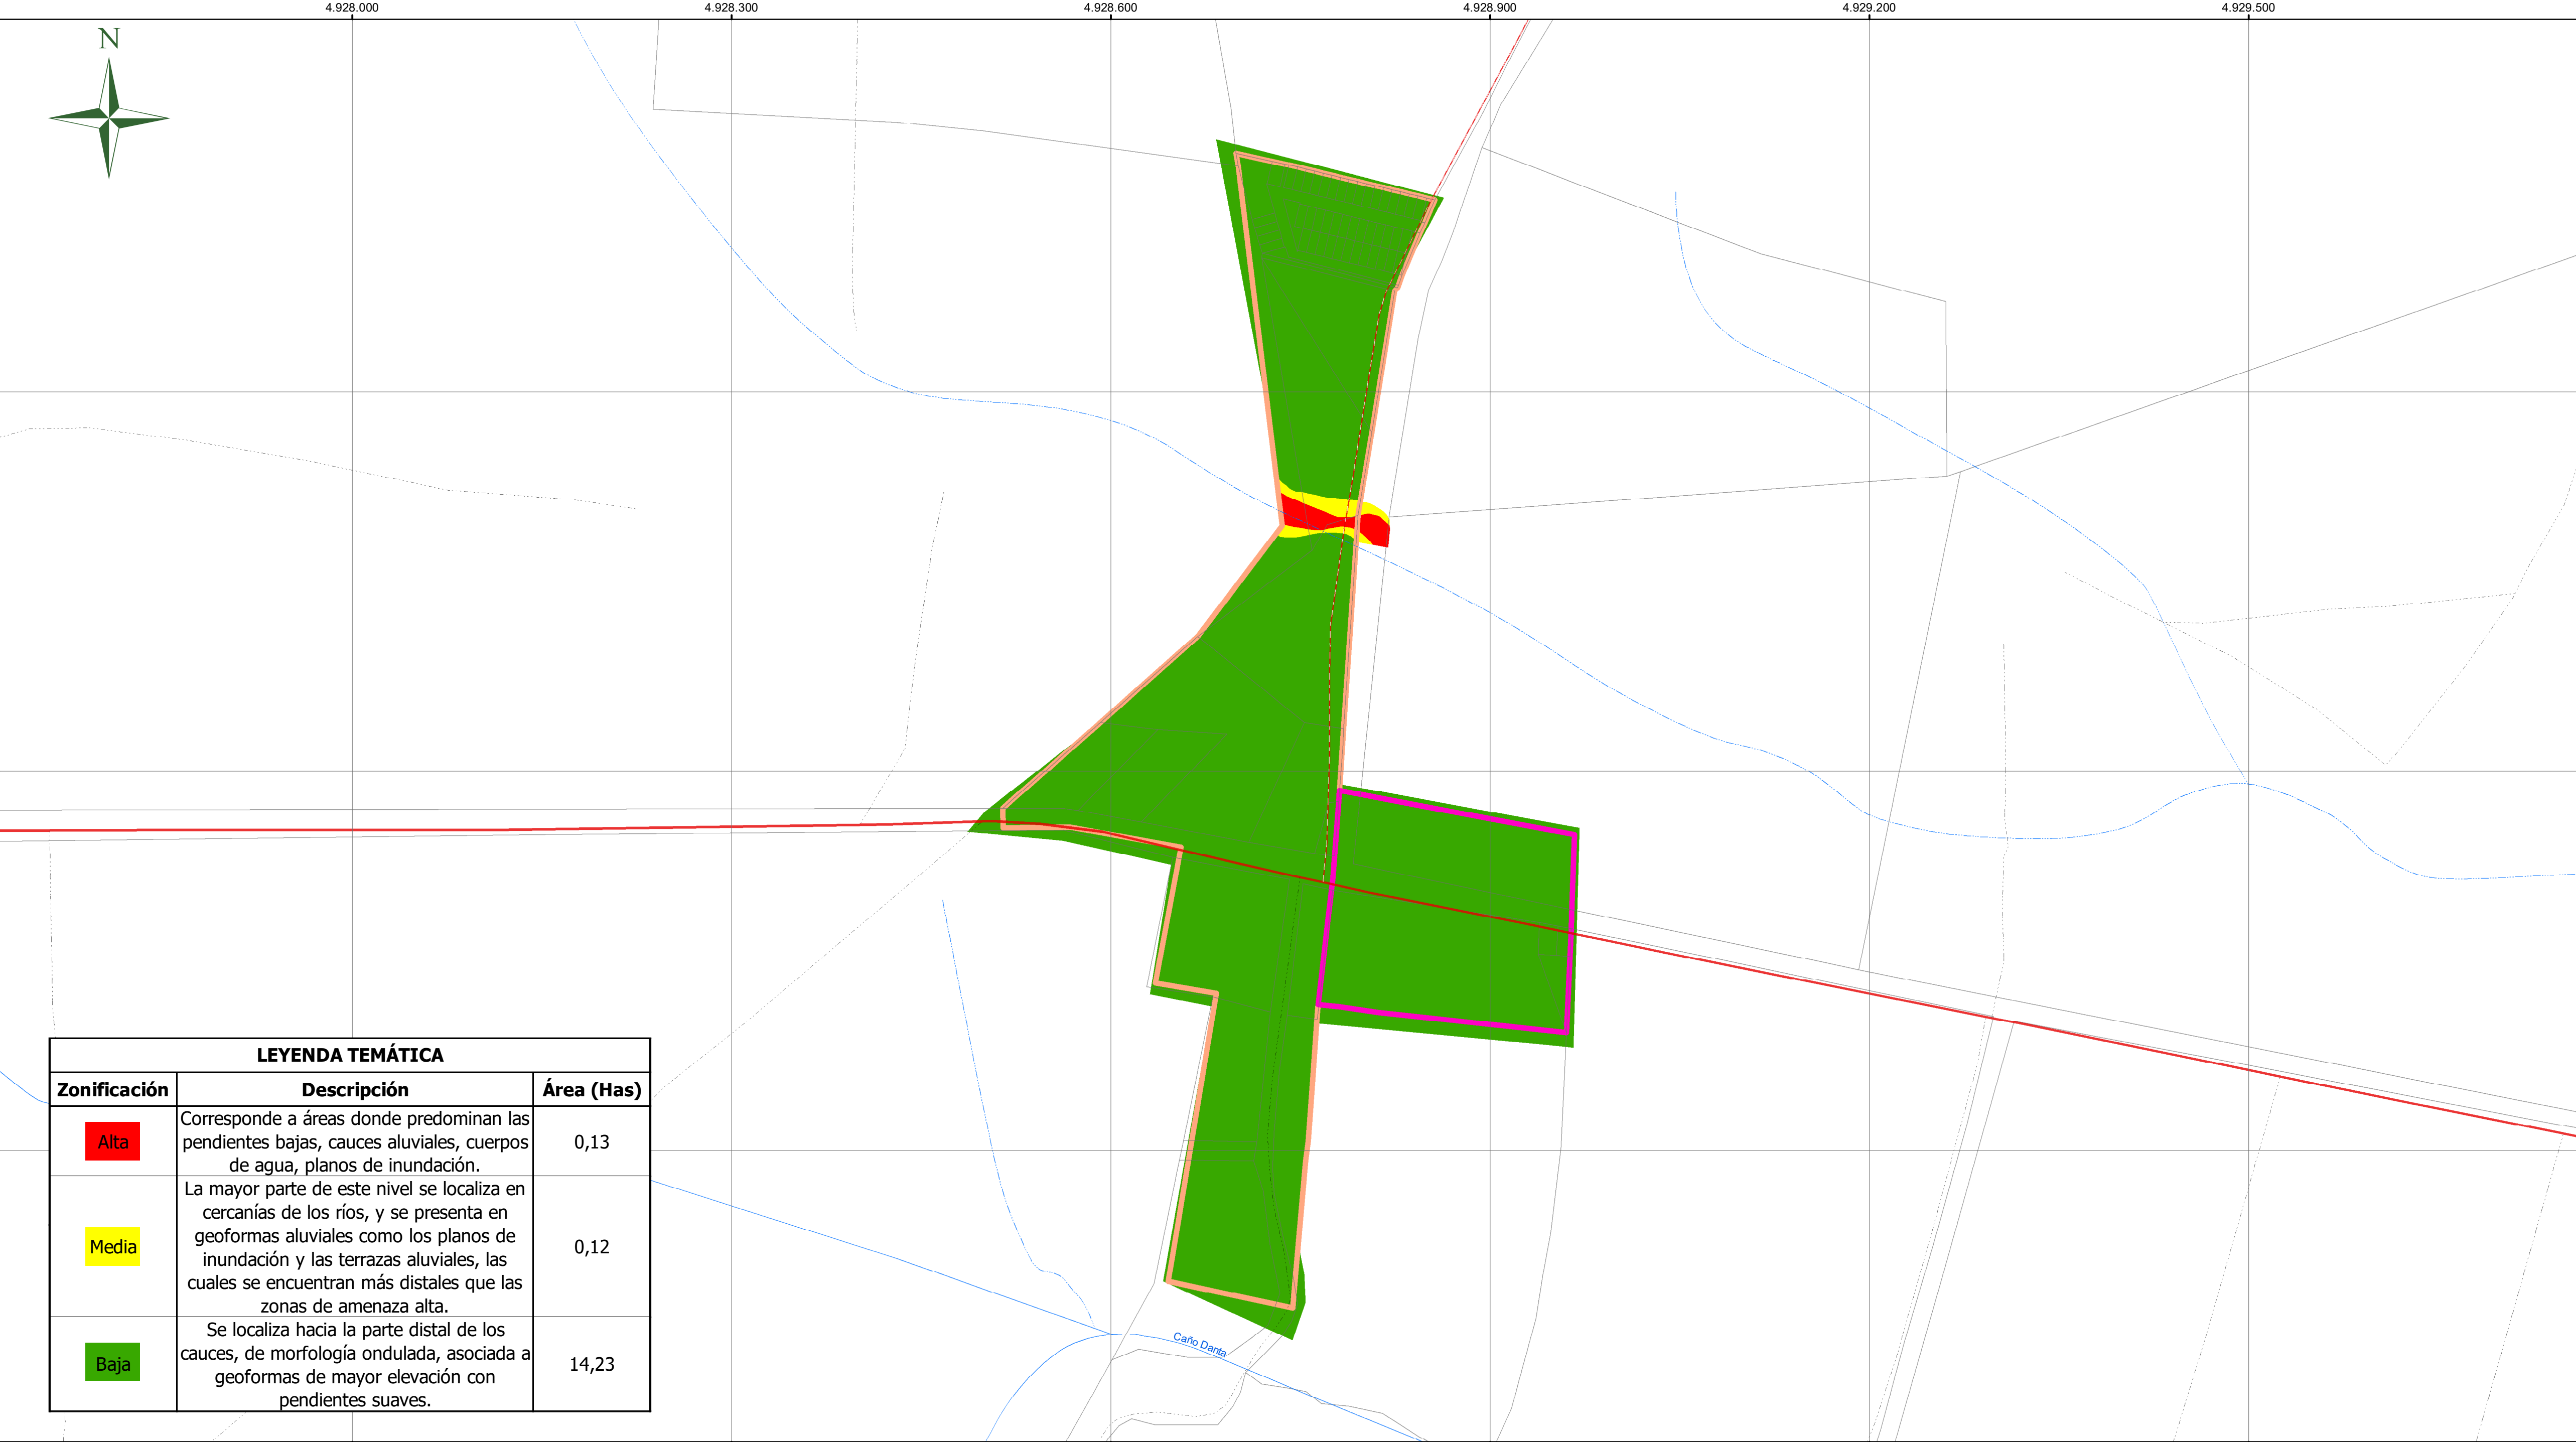 4.928.000 4.928.300 4.928.600 4.928.900 4.929.200 4.929.500
N
LEYENDA TEMÁTICA
Zonificación Descripción Área (Has)
Alta
Corresponde a áreas donde predominan las
pendientes bajas, cauces aluviales, cuerpos
de agua, planos de inundación.
0,13
Media
La mayor parte de este nivel se localiza en
cercanías de los ríos, y se presenta en
geoformas aluviales como los planos de
inundación y las terrazas aluviales, las
cuales se encuentran más distales que las
zonas de amenaza alta.
0,12
Baja
Se localiza hacia la parte distal de los
cauces, de morfología ondulada, asociada a
geoformas de mayor elevación con
pendientes suaves.
14,23
Caño Danta